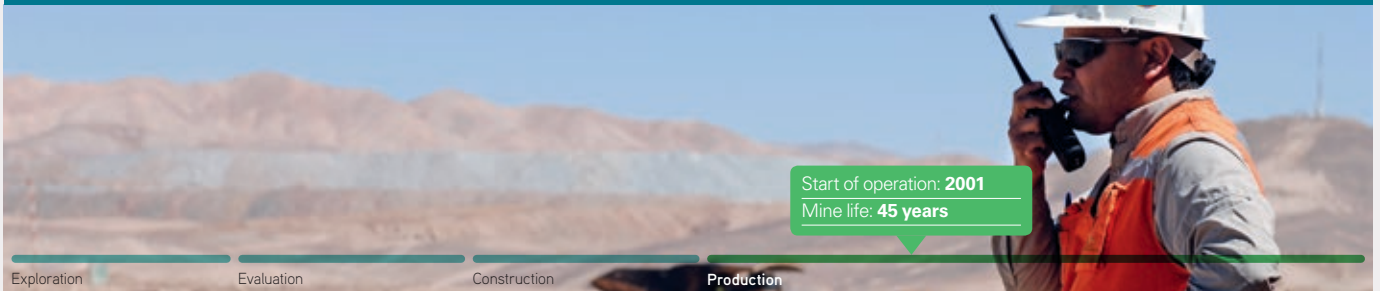 Start of operation: 2001
Mine life: 45 years
Exploration
Evaluation
Construction
Production